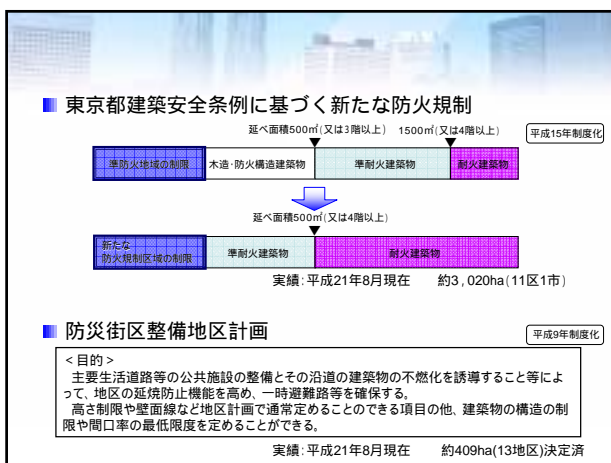 東京都建築安全条例に基づく新たな防火規制
延べ面積500㎡(又は3階以上) 1500㎡(又は4階以上) 平成15年制度化
準防火地域の制限 木造・防火構造建築物 準耐火建築物 耐火建築物
延べ面積500㎡(又は4階以上)
新たな
防火規制区域の制限 準耐火建築物 耐火建築物
実績:平成21年8月現在 約3,020ha(11区1市)
防災街区整備地区計画 平成9年制度化
<目的>
主要生活道路等の公共施設の整備とその沿道の建築物の不燃化を誘導すること等によ
って、地区の延焼防止機能を高め、一時避難路等を確保する。
高さ制限や壁面線など地区計画で通常定めることのできる項目の他、建築物の構造の制
限や間口率の最低限度を定めることができる。
実績:平成21年8月現在 約409ha(13地区)決定済